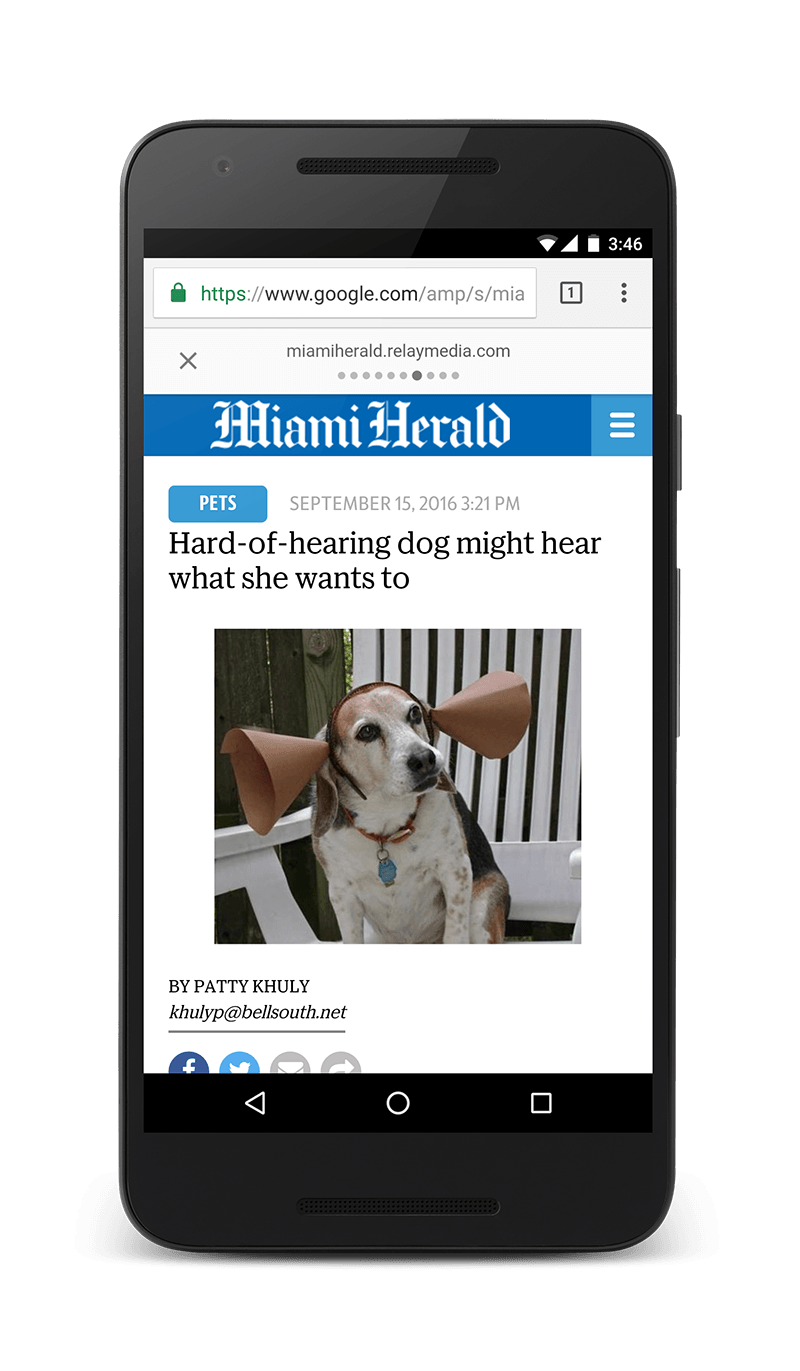 3:46
https://www.google.com/amp/s/mia
1
miamiherald.relaymedia.com
Miami Herald
PETS SEPTEMBER 15, 2016 3:21 PM
Hard-of-hearing dog might hear
what she wants to
BY PATTY KHULY
khulyp@bellsouth.net